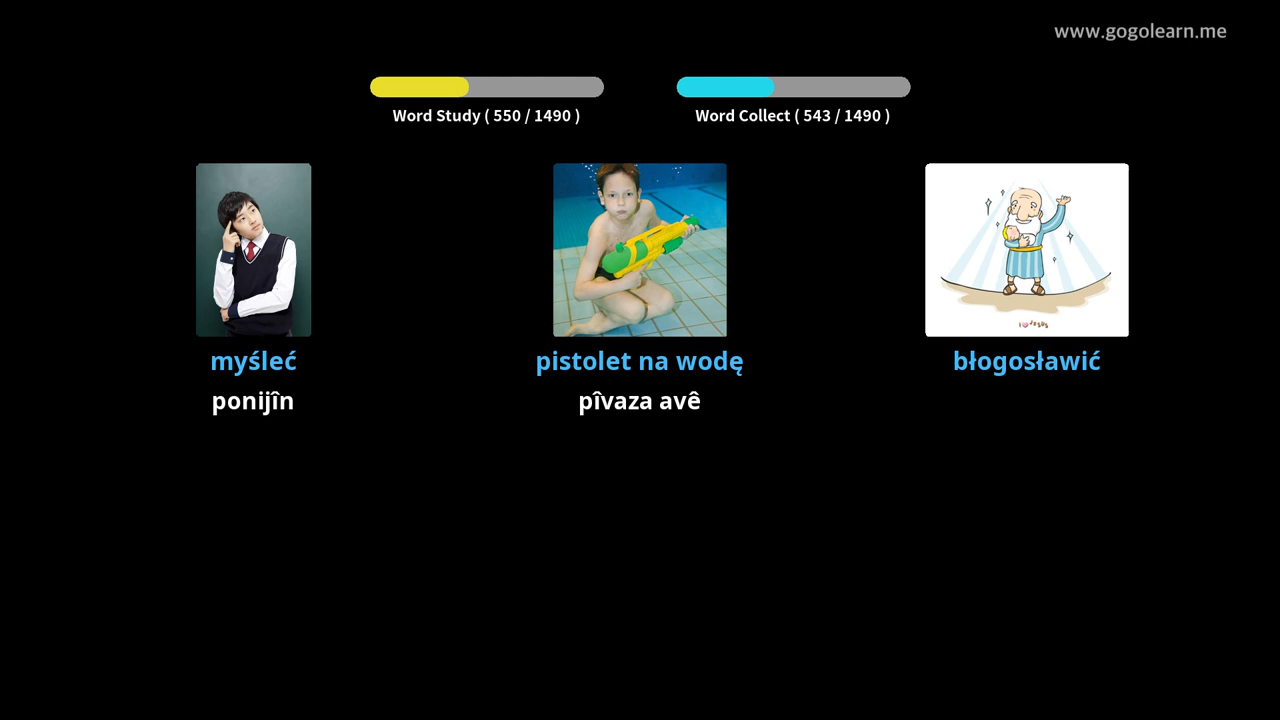 www.gogolearn.me
Word Study ( 550 / 1490 )
Word Collect ( 543 / 1490 )
I JESUS
myśleć
pistolet na wodę
błogosławić
ponijîn
pîvaza avê